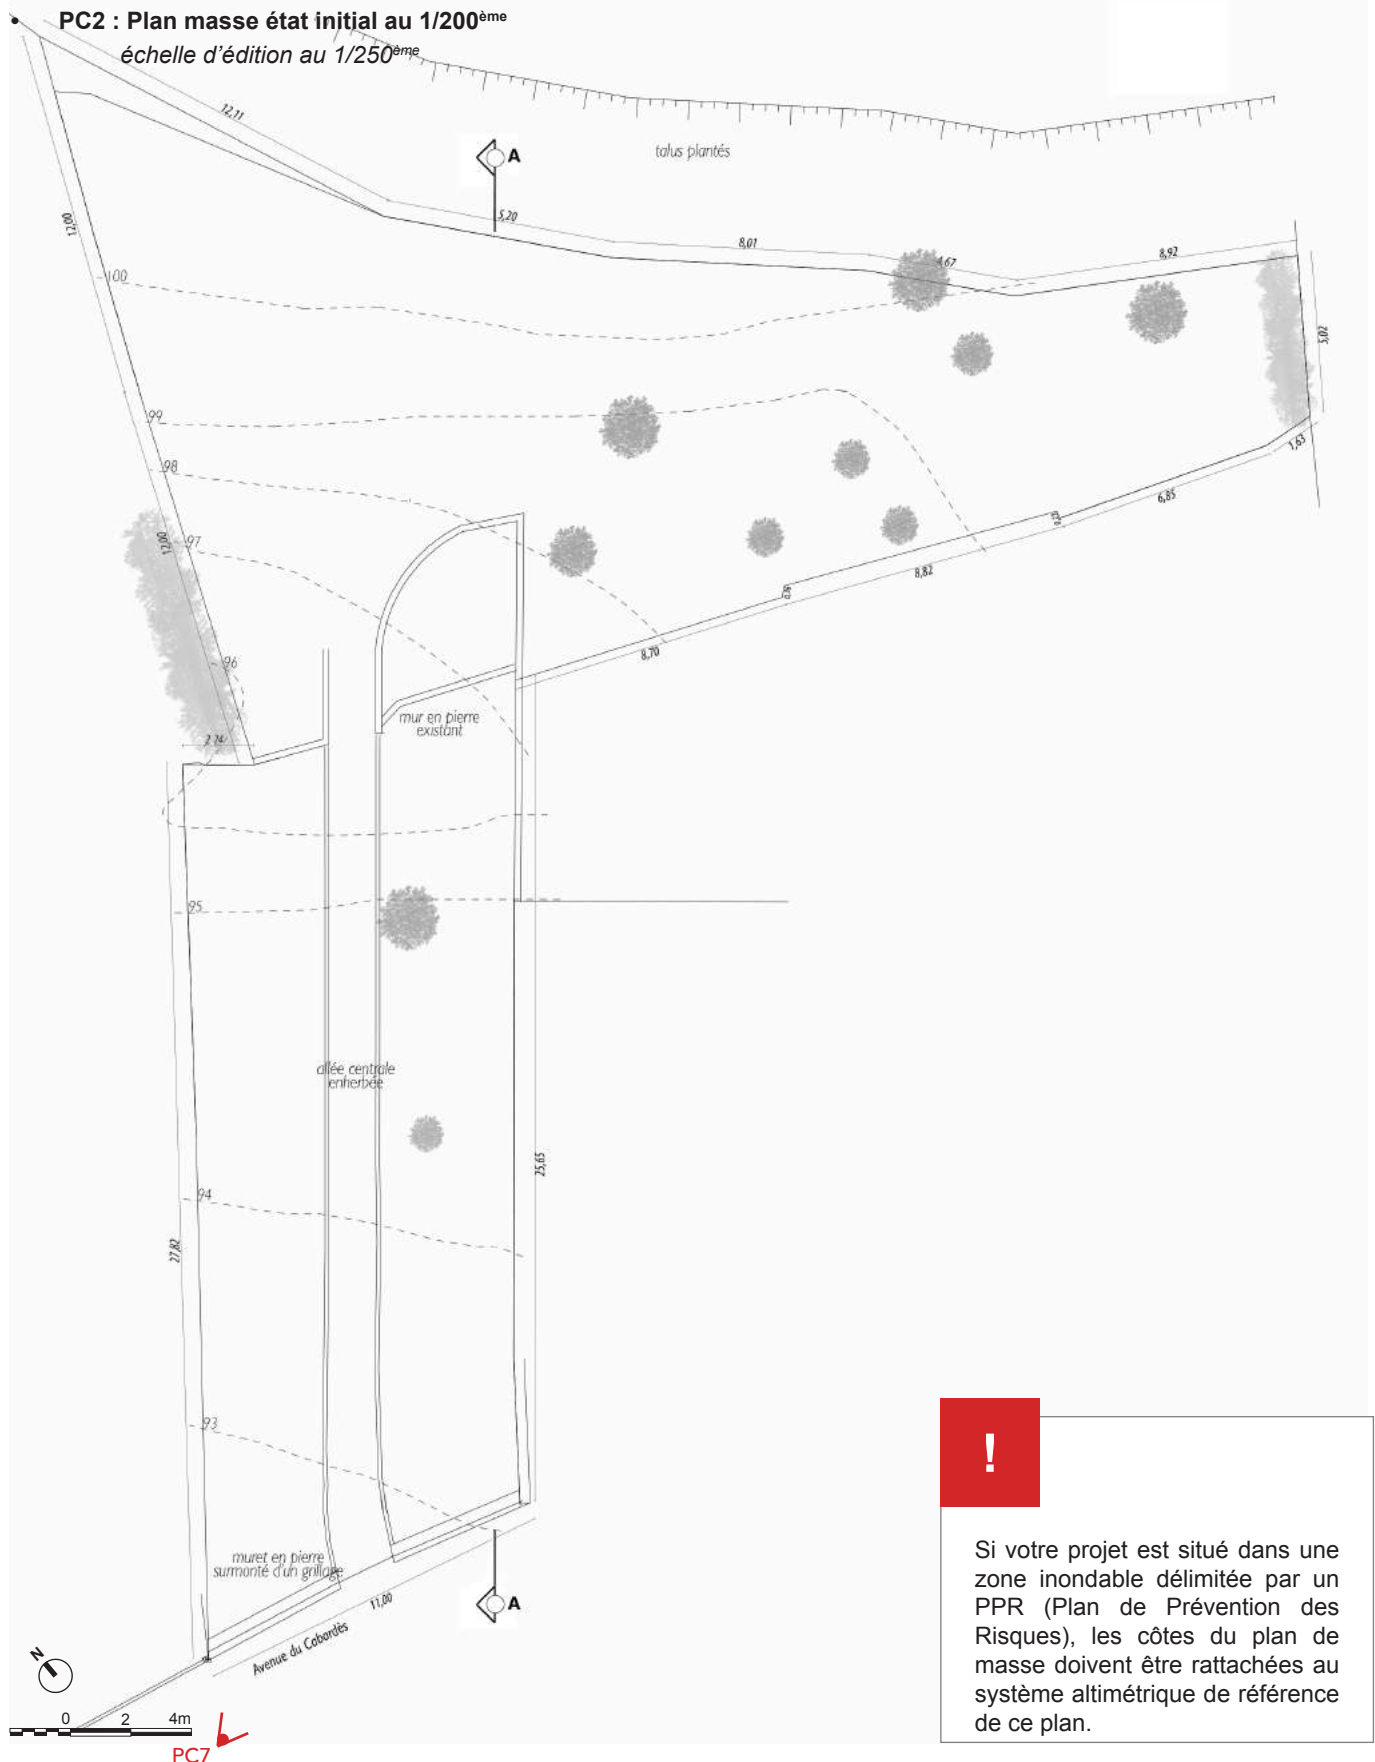 • PC2 : Plan masse état initial au 1/200ème
échelle d'édition au 1/250ème
12,11
A
talus plantés
5,20
8,01
4,67
8,92
12,00
100
5,02
99
98
1,63
6,85
12,00
97
0,32
8,82
0,78
8,70
96
mur en pierre
existant
2,74
95
allée centrale
enherbée
25,65
94
27,82
93
muret en pierre
surmonté d'un grillage
11,00
A
Avenue du Cabardès
N
0 2 4m
PC7
!
Si votre projet est situé dans une
zone inondable délimitée par un
PPR (Plan de Prévention des
Risques), les côtes du plan de
masse doivent être rattachées au
système altimétrique de référence
de ce plan.